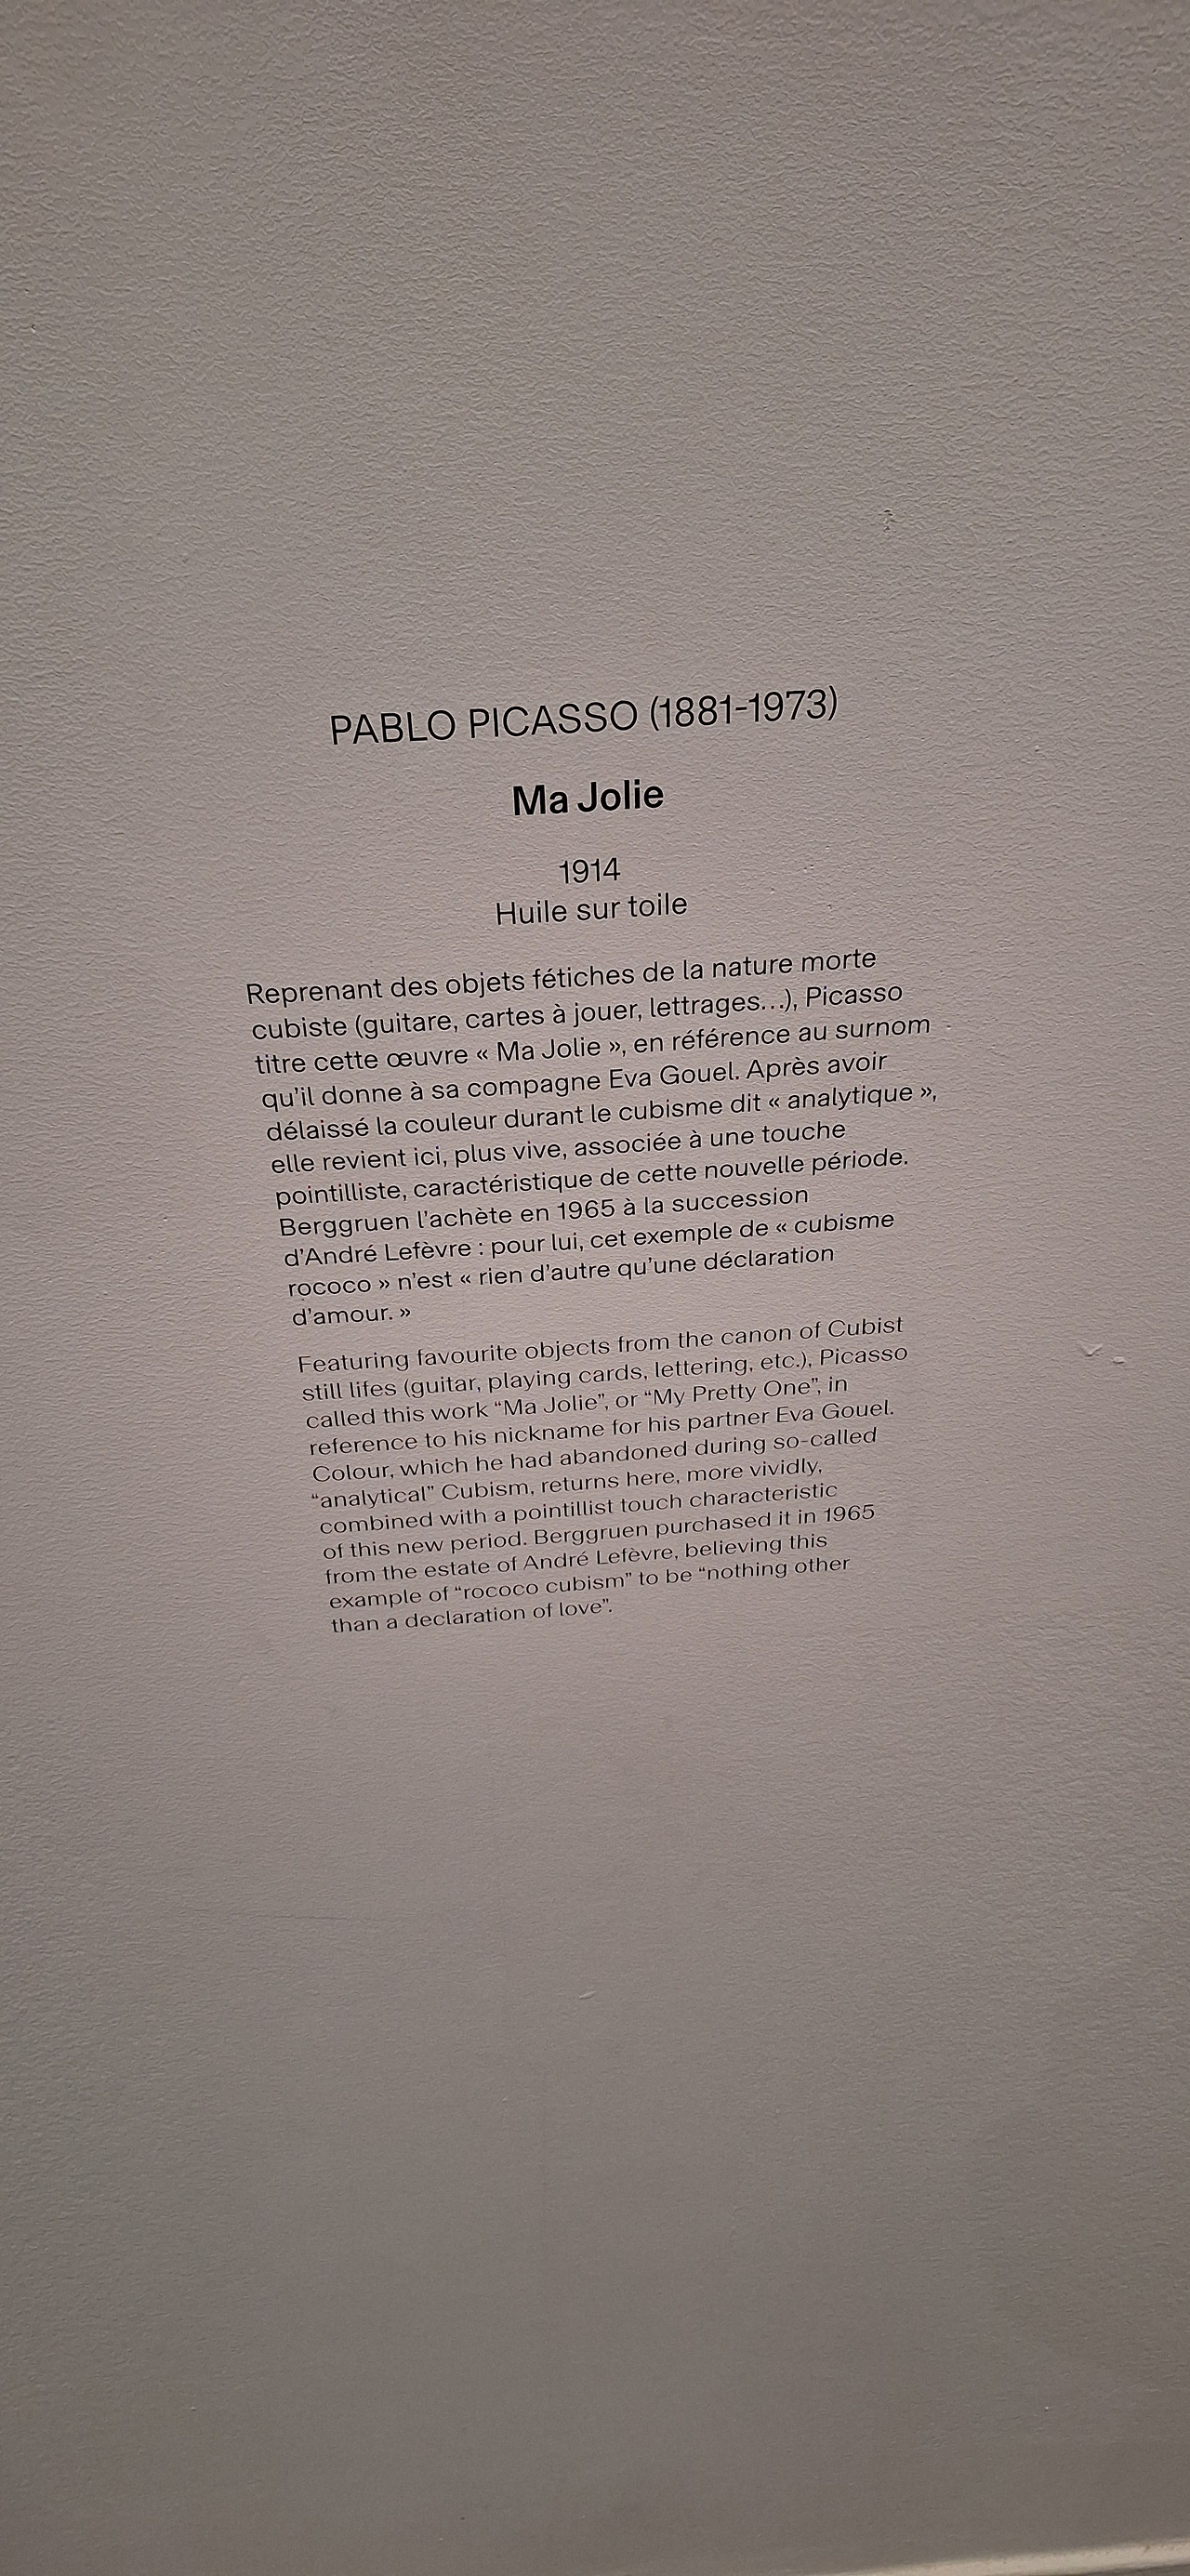 PABLO PICASSO (1881-1973)
Ma Jolie
1914
Huile sur toile
Reprenant des objets fétiches de la nature morte
cubiste (guitare, cartes à jouer, lettrages…), Picasso
titre cette œuvre « Ma Jolie », en référence au surnom
qu’il donne à sa compagne Eva Gouel. Après avoir
délaissé la couleur durant le cubisme dit « analytique »,
elle revient ici, plus vive, associée à une touche
pointilliste, caractéristique de cette nouvelle période.
Berggruen l’achète en 1965 à la succession
d’André Lefèvre : pour lui, cet exemple de « cubisme
rococo » n’est « rien d’autre qu’une déclaration
d’amour. »
Featuring favourite objects from the canon of Cubist
still lifes (guitar, playing cards, lettering, etc.), Picasso
called this work “Ma Jolie”, or “My Pretty One”, in
reference to his nickname for his partner Eva Gouel.
Colour, which he had abandoned during so-called
“analytical” Cubism, returns here, more vividly,
combined with a pointillist touch characteristic
of this new period. Berggruen purchased it in 1965
from the estate of André Lefèvre, believing this
example of “rococo cubism” to be “nothing other
than a declaration of love”.